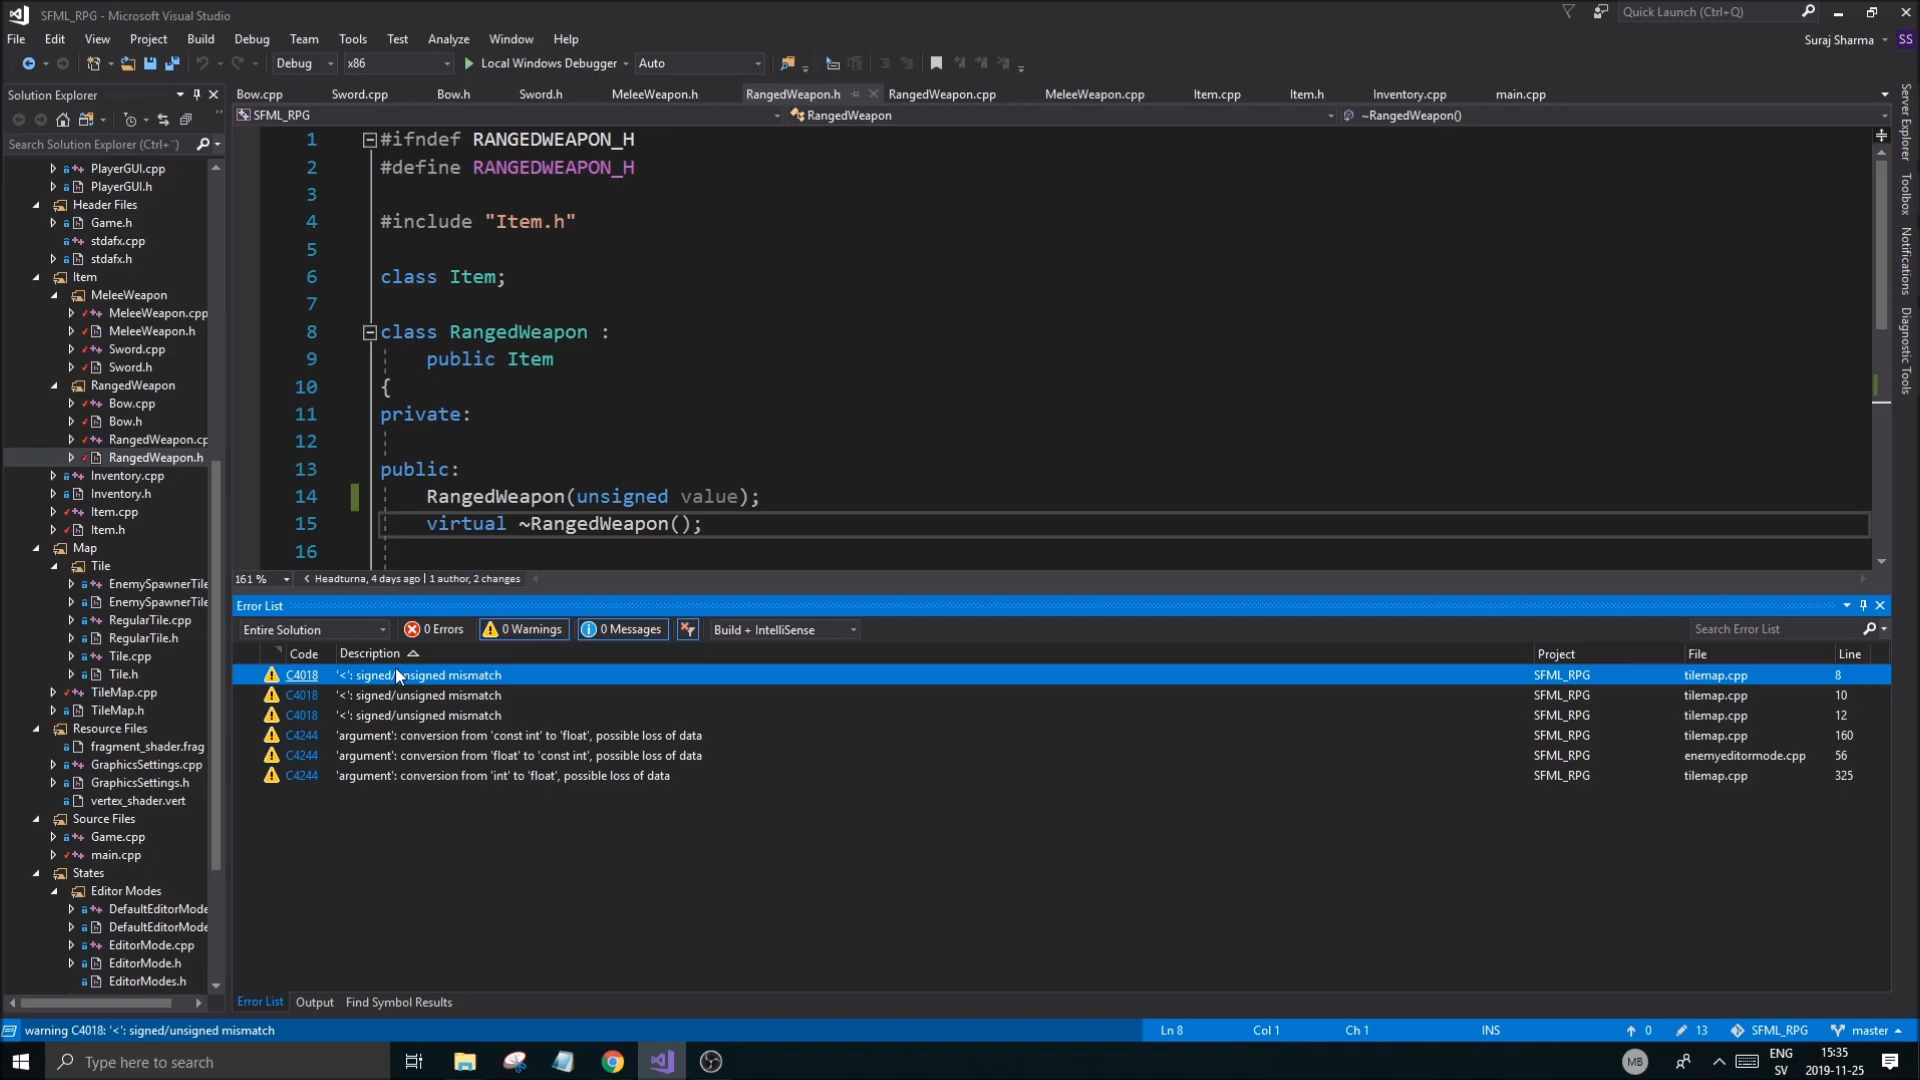 SFML_RPG - Microsoft Visual Studio
Quick Launch (Ctrl+Q)
File Edit View Project Build Debug Team Tools Test Analyze Window Help
Suraj Sharma SS
Debug x86 Local Windows Debugger Auto
Solution Explorer
Bow.cpp Sword.cpp Bow.h Sword.h MeleeWeapon.h RangedWeapon.h RangedWeapon.cpp MeleeWeapon.cpp Item.cpp Item.h Inventory.cpp main.cpp
SFML_RPG RangedWeapon ~RangedWeapon()
Search Solution Explorer (Ctrl+¨)
PlayerGUI.cpp
PlayerGUI.h
Header Files
Game.h
stdafx.cpp
stdafx.h
Item
MeleeWeapon
MeleeWeapon.cpp
MeleeWeapon.h
Sword.cpp
Sword.h
RangedWeapon
Bow.cpp
Bow.h
RangedWeapon.cp
RangedWeapon.h
Inventory.cpp
Inventory.h
Item.cpp
Item.h
Map
Tile
EnemySpawnerTile
EnemySpawnerTile
RegularTile.cpp
RegularTile.h
Tile.cpp
Tile.h
TileMap.cpp
TileMap.h
Resource Files
fragment_shader.frag
GraphicsSettings.cpp
GraphicsSettings.h
vertex_shader.vert
Source Files
Game.cpp
main.cpp
States
Editor Modes
DefaultEditorMode
DefaultEditorMode
EditorMode.cpp
EditorMode.h
EditorModes.h
1 #ifndef RANGEDWEAPON_H
2 #define RANGEDWEAPON_H
3
4 #include "Item.h"
5
6 class Item;
7
8 class RangedWeapon :
9 public Item
10 {
11 private:
12
13 public:
14 RangedWeapon(unsigned value);
15 virtual ~RangedWeapon();
16
161 % Headturna, 4 days ago | 1 author, 2 changes
Server Explorer
Toolbox
Notifications
Diagnostic Tools
Error List
Entire Solution 0 Errors 0 Warnings 0 Messages Build + IntelliSense Search Error List
Code Description Project File Line
C4018 '<': signed/unsigned mismatch SFML_RPG tilemap.cpp 8
C4018 '<': signed/unsigned mismatch SFML_RPG tilemap.cpp 10
C4018 '<': signed/unsigned mismatch SFML_RPG tilemap.cpp 12
C4244 'argument': conversion from 'const int' to 'float', possible loss of data SFML_RPG tilemap.cpp 160
C4244 'argument': conversion from 'float' to 'const int', possible loss of data SFML_RPG enemyeditormode.cpp 56
C4244 'argument': conversion from 'int' to 'float', possible loss of data SFML_RPG tilemap.cpp 325
Error List Output Find Symbol Results
warning C4018: '<': signed/unsigned mismatch Ln 8 Col 1 Ch 1 INS 0 13 SFML_RPG master
Type here to search MB ENG SV 15:35 2019-11-25